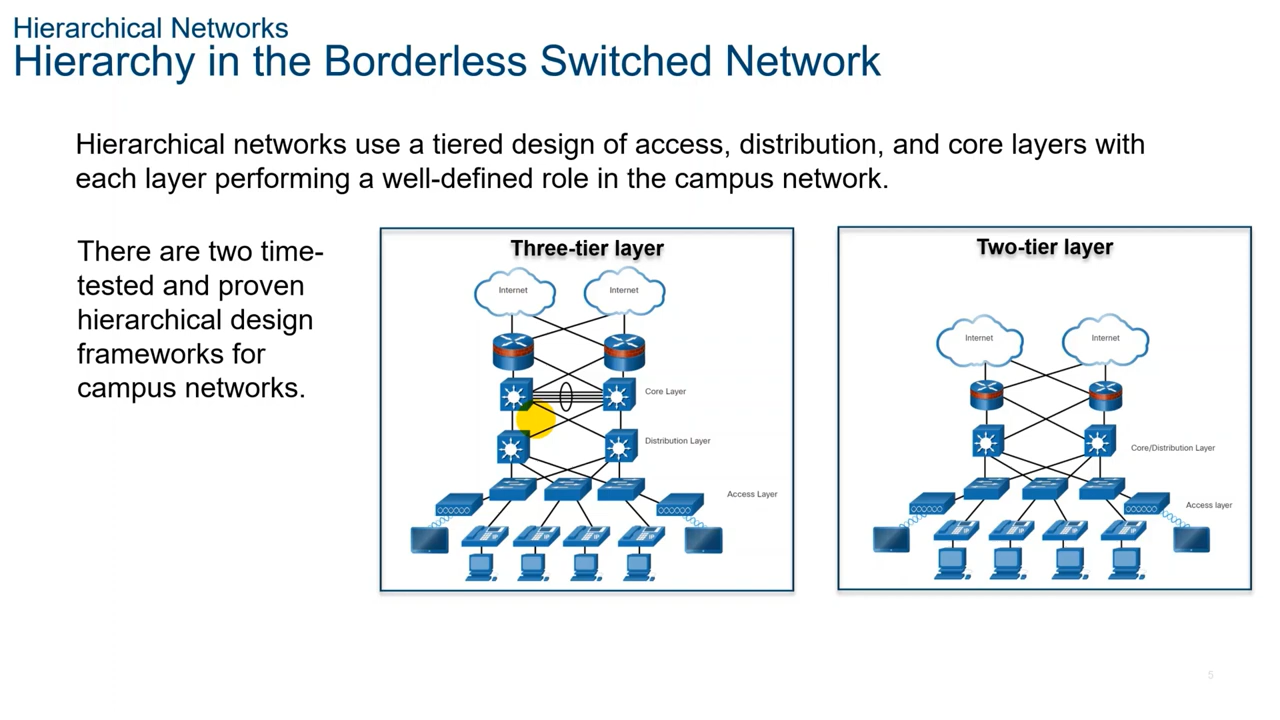 Hierarchical Networks
Hierarchy in the Borderless Switched Network
Hierarchical networks use a tiered design of access, distribution, and core layers with
each layer performing a well-defined role in the campus network.
There are two time-
tested and proven
hierarchical design
frameworks for
campus networks.
Three-tier layer
Internet
Internet
Core Layer
Distribution Layer
Access Layer
Two-tier layer
Internet
Internet
Core/Distribution Layer
Access layer
5